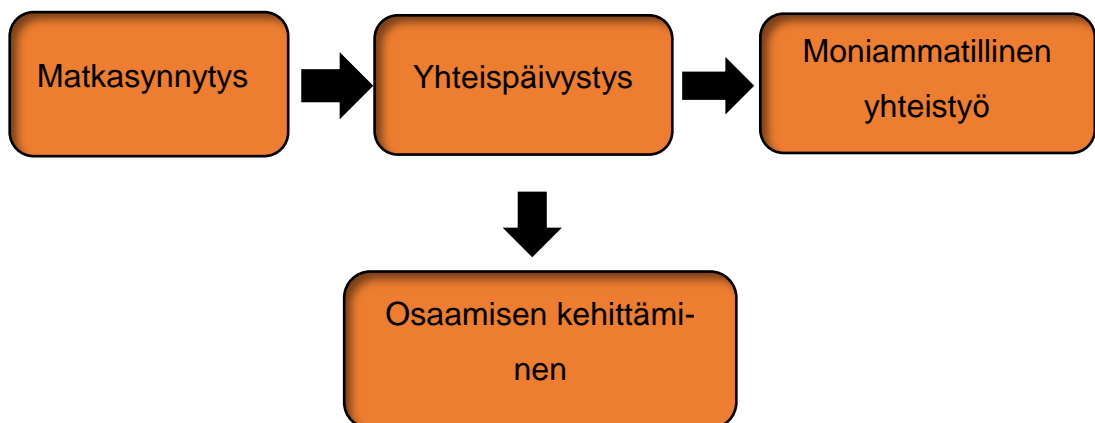 Matkasynnytys
Yhteispäivystys
Moniammatillinen
yhteistyö
Osaamisen kehittämi-
nen